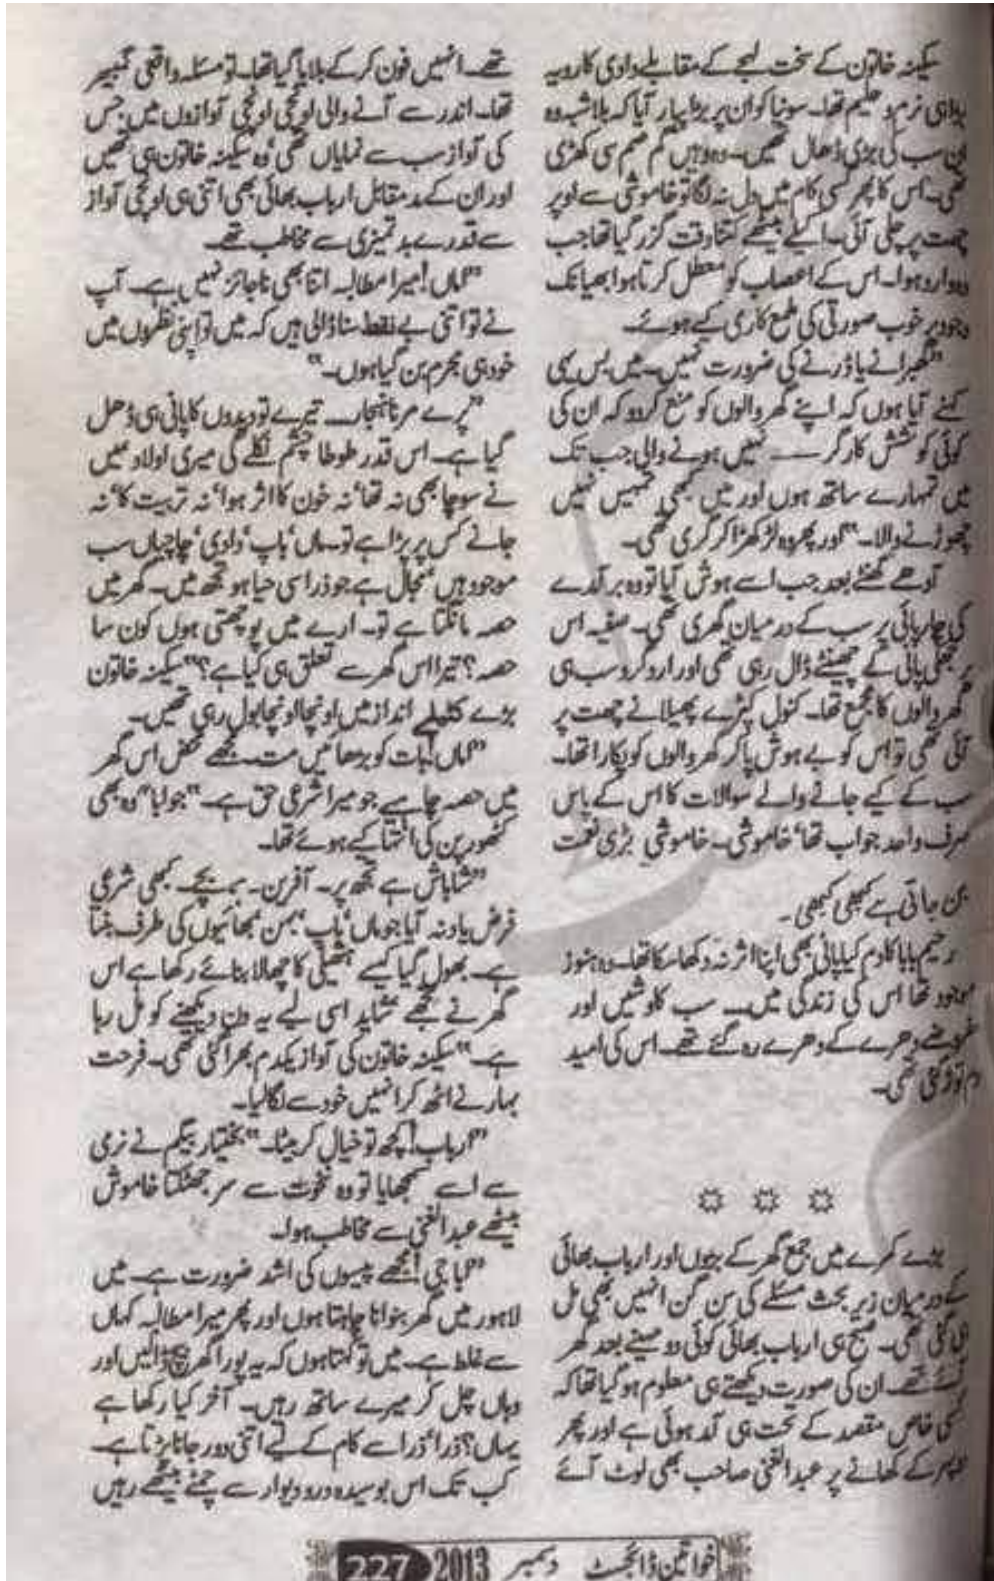 سکینہ خاتون کے سخت لہجے کے مقابلے دادی کا رویہ
بڑا ہی نرم و حلیم تھا۔ سونیا کو ان پر بڑا پیار آیا کہ بلاشبہ وہ
ان سب کی بڑی ڈھال تھیں۔ وہ وہیں گم صم سی کھڑی
تھی۔ اس کا پھر کسی کام میں دل نہ لگا تو خاموشی سے اوپر
چھت پر چلی آئی۔ اکیلے بیٹھے کتنا وقت گزر گیا تھا جب
وہ وارد ہوا۔ اس کے اعصاب کو معطل کرتا ہوا بھیانک
وجود پر خوب صورتی کی ملمع کاری کیے ہوئے۔
"گھبرانے یا ڈرنے کی ضرورت نہیں۔ میں بس یہی
کہنے آیا ہوں کہ اپنے گھر والوں کو منع کر دو کہ ان کی
کوئی کوشش کارگر ۔۔۔ نہیں ہونے والی جب تک
میں تمہارے ساتھ ہوں اور میں کبھی تمہیں نہیں
چھوڑنے والا۔" اور پھر وہ لڑکھڑا کر گری تھی۔
آدھے گھنٹے بعد جب اسے ہوش آیا تو وہ برآمدے
کی چارپائی پر سب کے درمیان گھری تھی۔ صفیہ اس
پر پانی کے چھینٹے ڈال رہی تھی اور اردگرد سب ہی
گھر والوں کا مجمع تھا۔ کنول کپڑے پھیلانے چھت پر
آئی تھی تو اس کو بے ہوش پا کر گھر والوں کو پکارا تھا۔
سب کے کیے جانے والے سوالات کا اس کے پاس
صرف واحد جواب تھا' خاموشی۔ خاموشی بڑی نعمت
بن جاتی ہے کبھی کبھی۔
رحیم بابا کا دم کیا پانی بھی اپنا اثر نہ دکھا سکا تھا۔ وہ ہنوز
موجود تھا اس کی زندگی میں۔۔ سب کاوشیں اور
دھرے کے دھرے رہ گئے تھے۔ اس کی امید
دم توڑ گئی تھی۔
☼ ☼ ☼
بڑے کمرے میں جمع گھر کے بڑوں اور ارباب بھائی
کے درمیان زیر بحث مسئلے کی سن گن انہیں بھی مل
ہی گئی تھی۔ صبح ہی ارباب بھائی کوئی دو مہینے بعد گھر
آئے تھے۔ ان کی صورت دیکھتے ہی معلوم ہو گیا تھا کہ
کسی خاص مقصد کے تحت ہی آمد ہوئی ہے اور پھر
دوپہر کے کھانے پر عبدالغنی صاحب بھی لوٹ آئے
تھے۔ انہیں فون کر کے بلایا گیا تھا۔ تو مسئلہ واقعی گمبھیر
تھا۔ اندر سے آنے والی اونچی اونچی آوازوں میں جس
کی آواز سب سے نمایاں تھی' وہ سکینہ خاتون ہی تھیں
اور ان کے مدمقابل ارباب بھائی بھی اتنی ہی اونچی آواز
سے قدرے بدتمیزی سے مخاطب تھے۔
"اماں! میرا مطالبہ اتنا بھی ناجائز نہیں ہے۔ آپ
نے تو اتنی بے نقط سنا ڈالی ہیں کہ میں تو اپنی نظروں میں
خود ہی مجرم بن گیا ہوں۔"
"پرے مر ناہنجار۔۔ تیرے تو دیدوں کا پانی ہی ڈھل
گیا ہے۔ اس قدر طوطا چشم نکلے گی میری اولاد میں
نے سوچا بھی نہ تھا' نہ خون کا اثر ہوا' نہ تربیت کا' نہ
جانے کس پر پڑا ہے تو۔ ماں' باپ' دادی' چاچیاں سب
موجود ہیں' مجال ہے جو ذرا سی حیا ہو تجھ میں۔ گھر میں
حصہ مانگتا ہے تو۔ ارے میں پوچھتی ہوں کون سا
حصہ؟ تیرا اس گھر سے تعلق ہی کیا ہے؟" سکینہ خاتون
بڑے کٹیلے انداز میں اونچا اونچا بول رہی تھیں۔
"اماں! بات کو بڑھائیں مت۔ مجھے محض اس گھر
میں حصہ چاہیے جو میرا شرعی حق ہے۔" جوابا" وہ بھی
کٹھورپن کی انتہا کیے ہوئے تھا۔
"شاباش ہے تجھ پر۔ آفرین۔ بچے۔ کبھی شرعی
فرض یاد نہ آیا جو ماں' باپ' بہن' بھائیوں کی طرف بنتا
ہے۔ بھول گیا کیسے ہتھیلی کا چھالا بنائے رکھا ہے اس
گھر نے تجھے شاید اسی لیے یہ دن دیکھنے کو مل رہا
ہے۔" سکینہ خاتون کی آواز یکدم بھرا گئی تھی۔ فرحت
بہار نے اٹھ کر انہیں خود سے لگا لیا۔
"ارباب! کچھ تو خیال کر بیٹا۔" بختیار بیگم نے نرمی
سے اسے سمجھایا تو وہ نخوت سے سر جھٹکتا خاموش
بیٹھے عبدالغنی سے مخاطب ہوا۔
"ابا جی! مجھے پیسوں کی اشد ضرورت ہے۔ میں
لاہور میں گھر بنوانا چاہتا ہوں اور پھر میرا مطالبہ کہاں
سے غلط ہے۔ میں تو کہتا ہوں کہ یہ پورا گھر بیچ ڈالیں اور
وہاں چل کر میرے ساتھ رہیں۔ آخر کیا رکھا ہے
یہاں؟ ذرا ذرا سے کام کے لیے اتنی دور جانا پڑتا ہے۔
کب تک اس بوسیدہ در و دیوار سے چمٹے بیٹھے رہیں
خواتین ڈائجسٹ دسمبر 2013 227